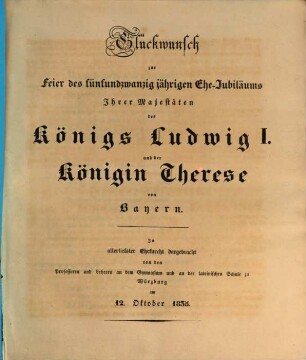 Glückwunsch
zur
Feier des fünfundzwanzig jährigen Ehe-Jubiläums
Ihrer Majestäten
des
Königs Ludwig I.
und der
Königin Therese
von
Bayern.
In
allertiefster Ehrfurcht dargebracht
von den
Professoren und Lehrern an dem Gymnasium und an der lateinischen Schule zu
Würzburg
am
12. Oktober 1835.